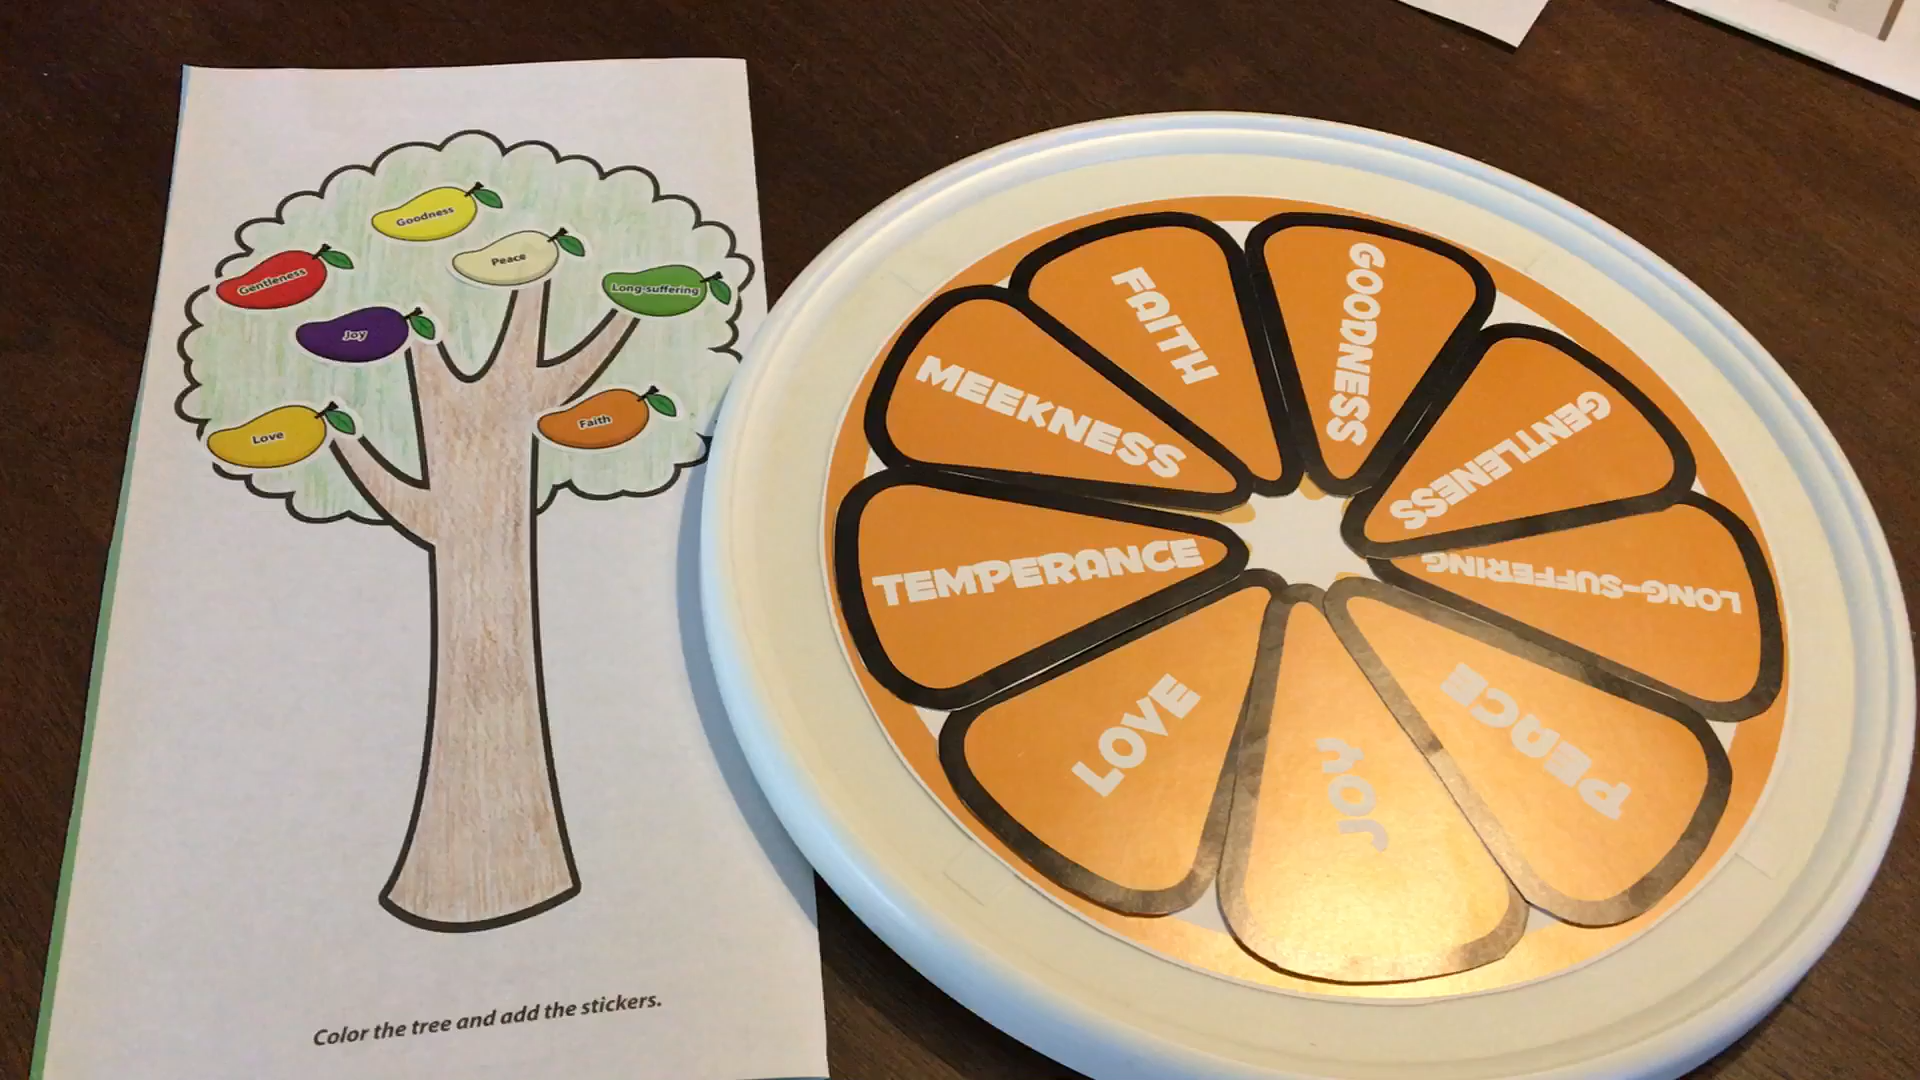 Goodness
Peace
Gentleness
Long-suffering
Joy
Love
Faith
Color the tree and add the stickers.
FAITH
GOODNESS
GENTLENESS
LONG-SUFFERING
PEACE
JOY
LOVE
TEMPERANCE
MEEKNESS